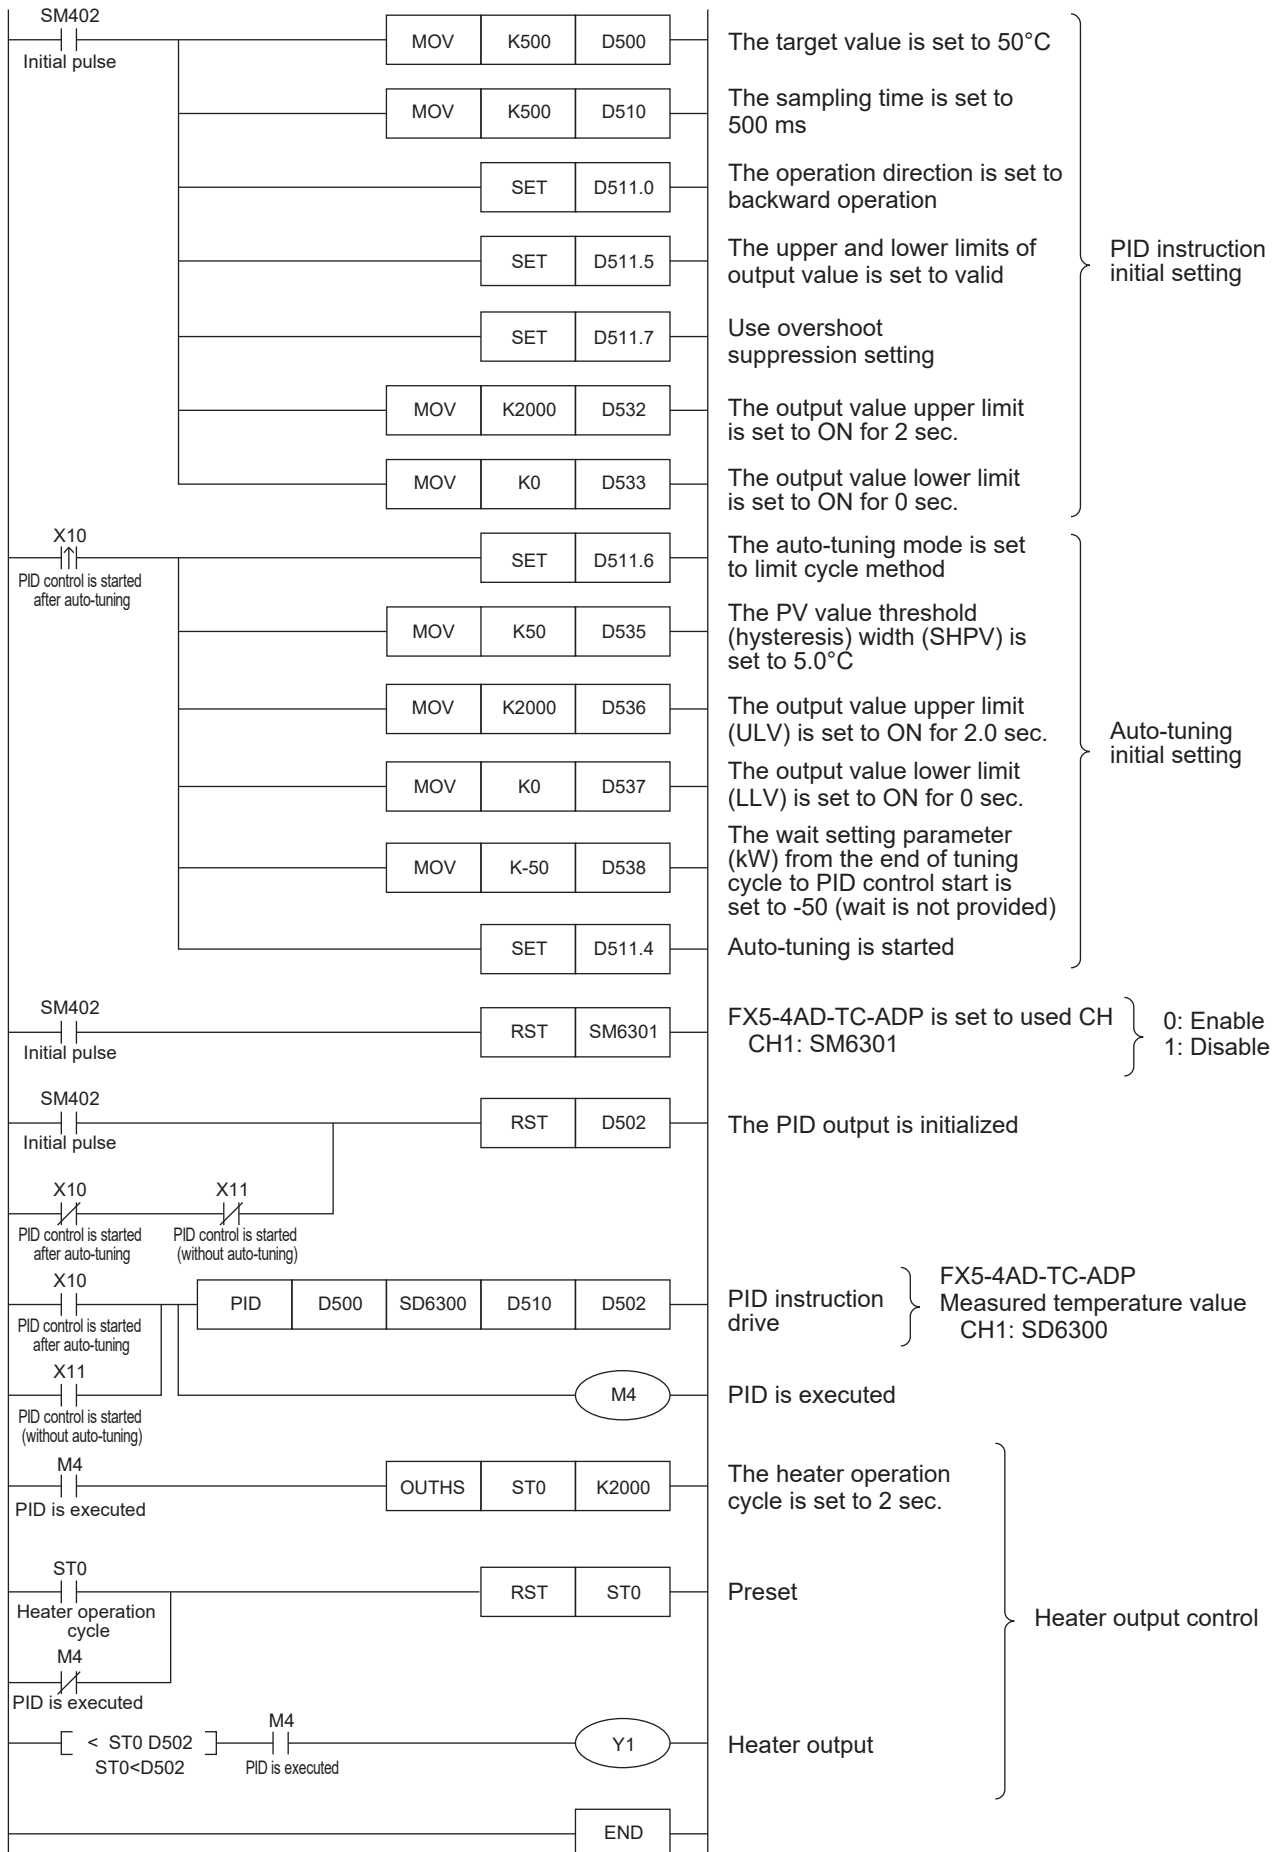 SM402
Initial pulse
MOV K500 D500
The target value is set to 50°C
MOV K500 D510
The sampling time is set to
500 ms
SET D511.0
The operation direction is set to
backward operation
SET D511.5
The upper and lower limits of
output value is set to valid
PID instruction
initial setting
SET D511.7
Use overshoot
suppression setting
MOV K2000 D532
The output value upper limit
is set to ON for 2 sec.
MOV K0 D533
The output value lower limit
is set to ON for 0 sec.
X10
PID control is started
after auto-tuning
SET D511.6
The auto-tuning mode is set
to limit cycle method
MOV K50 D535
The PV value threshold
(hysteresis) width (SHPV) is
set to 5.0°C
MOV K2000 D536
The output value upper limit
(ULV) is set to ON for 2.0 sec.
Auto-tuning
initial setting
MOV K0 D537
The output value lower limit
(LLV) is set to ON for 0 sec.
MOV K-50 D538
The wait setting parameter
(kW) from the end of tuning
cycle to PID control start is
set to -50 (wait is not provided)
SET D511.4
Auto-tuning is started
SM402
Initial pulse
RST SM6301
FX5-4AD-TC-ADP is set to used CH
CH1: SM6301
0: Enable
1: Disable
SM402
Initial pulse
RST D502
The PID output is initialized
X10 X11
PID control is started PID control is started
after auto-tuning (without auto-tuning)
X10
PID control is started
after auto-tuning
PID D500 SD6300 D510 D502
PID instruction
drive
FX5-4AD-TC-ADP
Measured temperature value
CH1: SD6300
X11
PID control is started
(without auto-tuning)
M4
PID is executed
M4
PID is executed
OUTHS ST0 K2000
The heater operation
cycle is set to 2 sec.
ST0
Heater operation
cycle
RST ST0
Preset
Heater output control
M4
PID is executed
< ST0 D502
ST0<D502
M4
PID is executed
Y1
Heater output
END